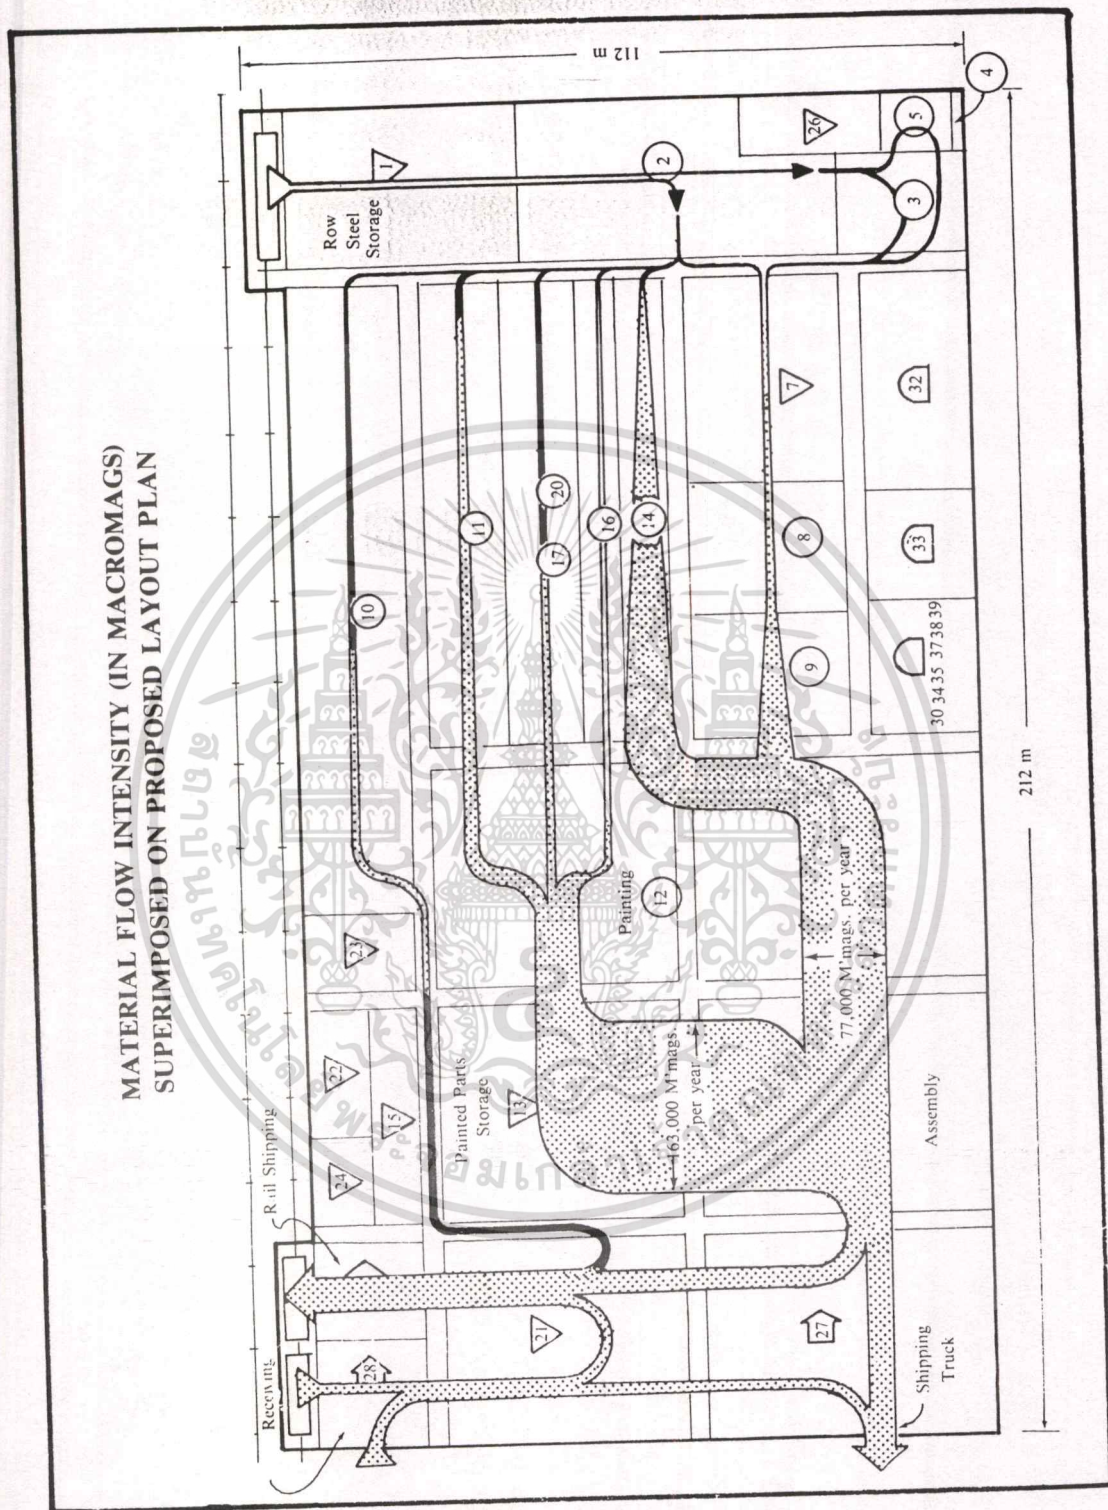 MATERIAL FLOW INTENSITY (IN MACROMAGS)
SUPERIMPOSED ON PROPOSED LAYOUT PLAN
112 m
Receiving
Rail Shipping
28
24
22
23
15
10
1
Row
Steel
Storage
21
Painted Parts
Storage
13
11
17
20
16
14
2
Painting
12
163,000 M'mags.
per year
77,000 M'mags. per year
27
9
8
7
26
3
5
4
Shipping
Truck
Assembly
30 34 35 37 38 39
33
32
212 m